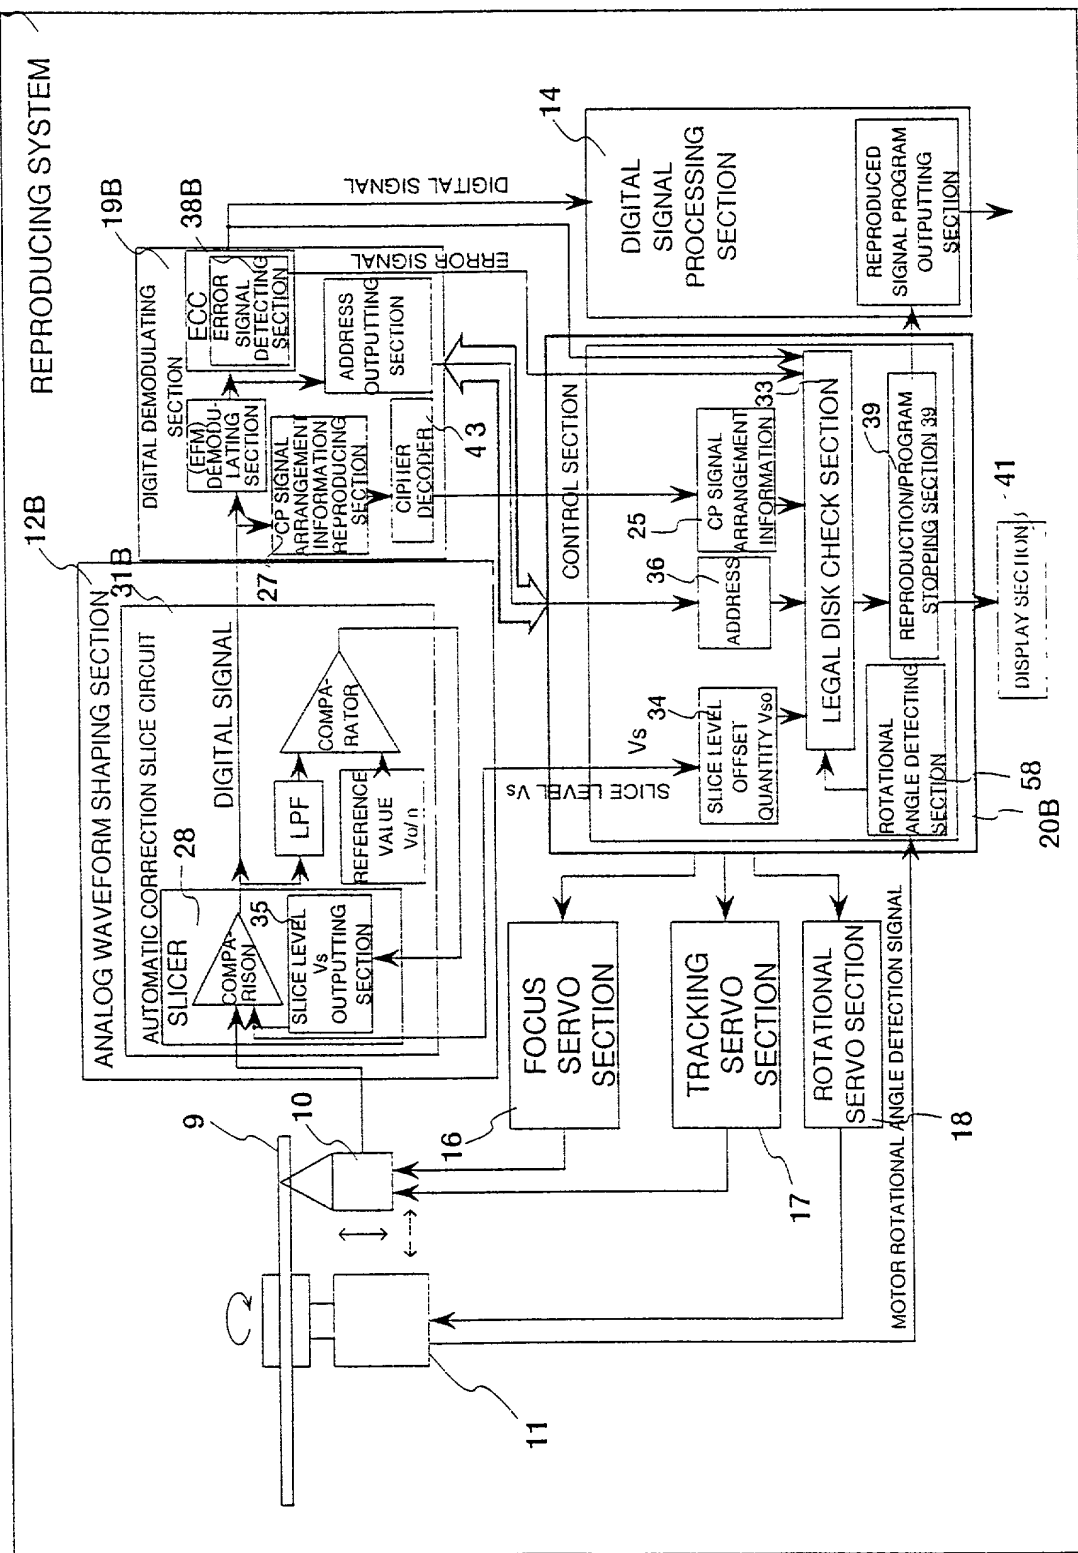 REPRODUCING SYSTEM
12B
ANALOG WAVEFORM SHAPING SECTION
31B
AUTOMATIC CORRECTION SLICE CIRCUIT
SLICER
28
COMPA-
RISON
35
SLICE LEVEL
Vs
OUTPUTTING
SECTION
DIGITAL SIGNAL
LPF
COMPA-
RATOR
REFERENCE
VALUE
Vo/n
19B
DIGITAL DEMODULATING
SECTION
38B
ECC
ERROR
SIGNAL
DETECTING
SECTION
(EFM)
DEMODU-
LATING
SECTION
ADDRESS
OUTPUTTING
SECTION
27
CP SIGNAL
ARRANGEMENT
INFORMATION
REPRODUCING
SECTION
CIPHER
DECODER
43
DIGITAL SIGNAL
ERROR SIGNAL
14
DIGITAL
SIGNAL
PROCESSING
SECTION
REPRODUCED
SIGNAL PROGRAM
OUTPUTTING
SECTION
9
10
11
16
FOCUS
SERVO
SECTION
TRACKING
SERVO
SECTION
17
ROTATIONAL
SERVO SECTION
18
MOTOR ROTATIONAL ANGLE DETECTION SIGNAL
CONTROL SECTION
Vs
SLICE LEVEL Vs
34
SLICE LEVEL
OFFSET
QUANTITY Vso
36
ADDRESS
25
CP SIGNAL
ARRANGEMENT
INFORMATION
33
LEGAL DISK CHECK SECTION
39
REPRODUCTION/PROGRAM
STOPPING SECTION 39
ROTATIONAL
ANGLE DETECTING
SECTION
58
20B
41
DISPLAY SECTION